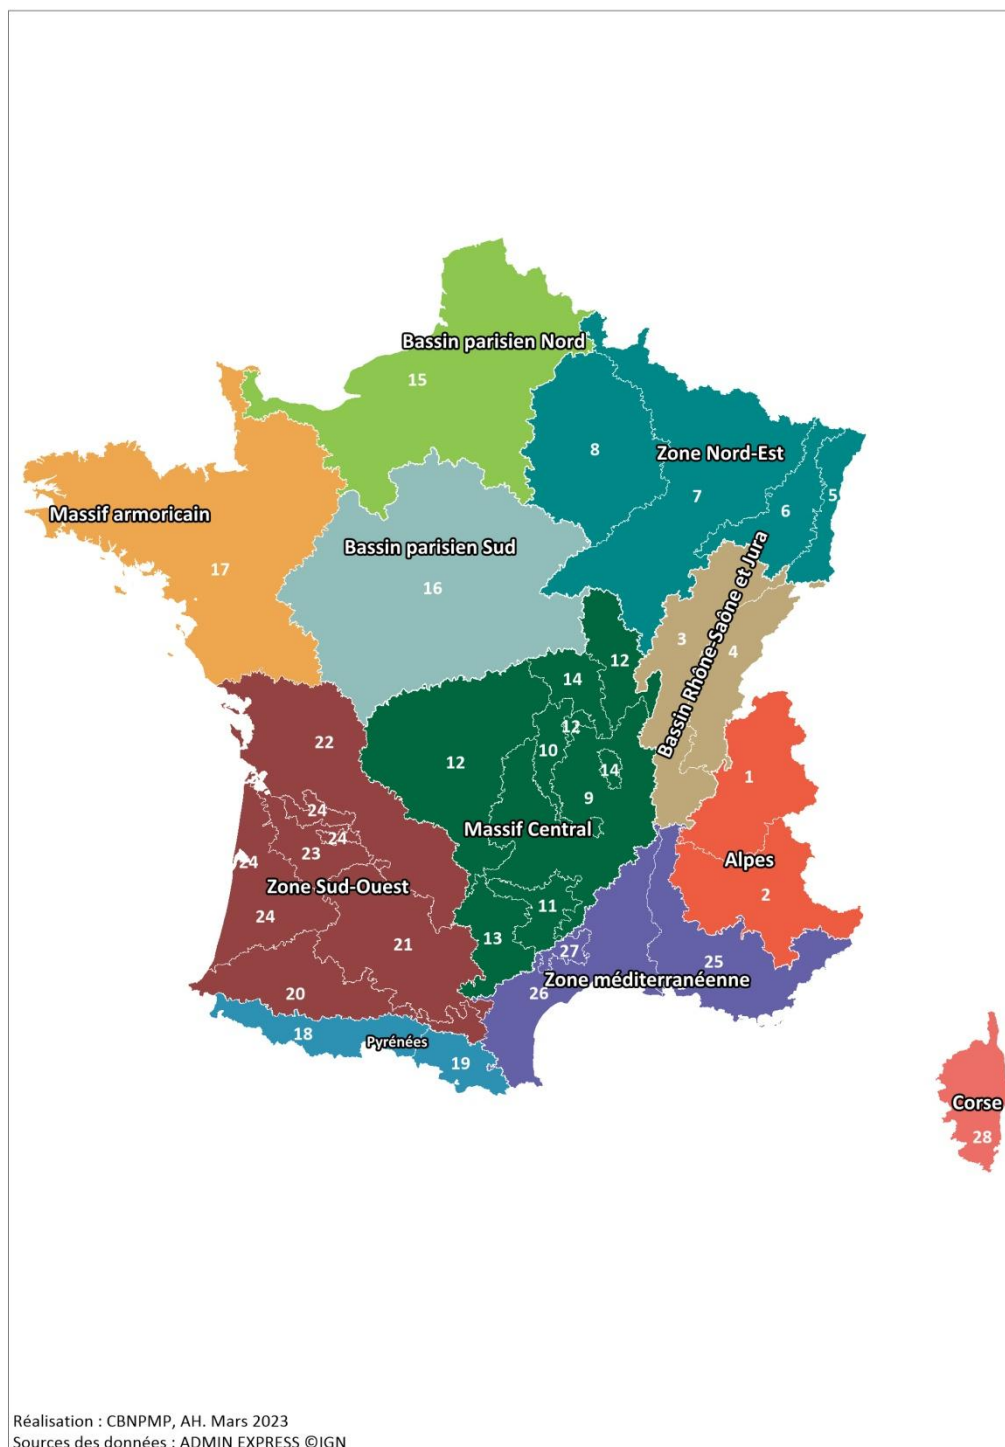 Bassin parisien Nord
15
8
Zone Nord-Est
7
5
6
Massif armoricain
Bassin parisien Sud
17
16
3
4
Bassin Rhône-Saône et Jura
12
14
12
10
12
14
9
22
1
24
24
23
24
Massif Central
Alpes
2
Zone Sud-Ouest
24
11
13
21
27
25
Zone méditerranéenne
26
20
18
Pyrénées
19
Corse
28
Réalisation : CBNPMP, AH. Mars 2023
Sources des données : ADMIN EXPRESS ©IGN